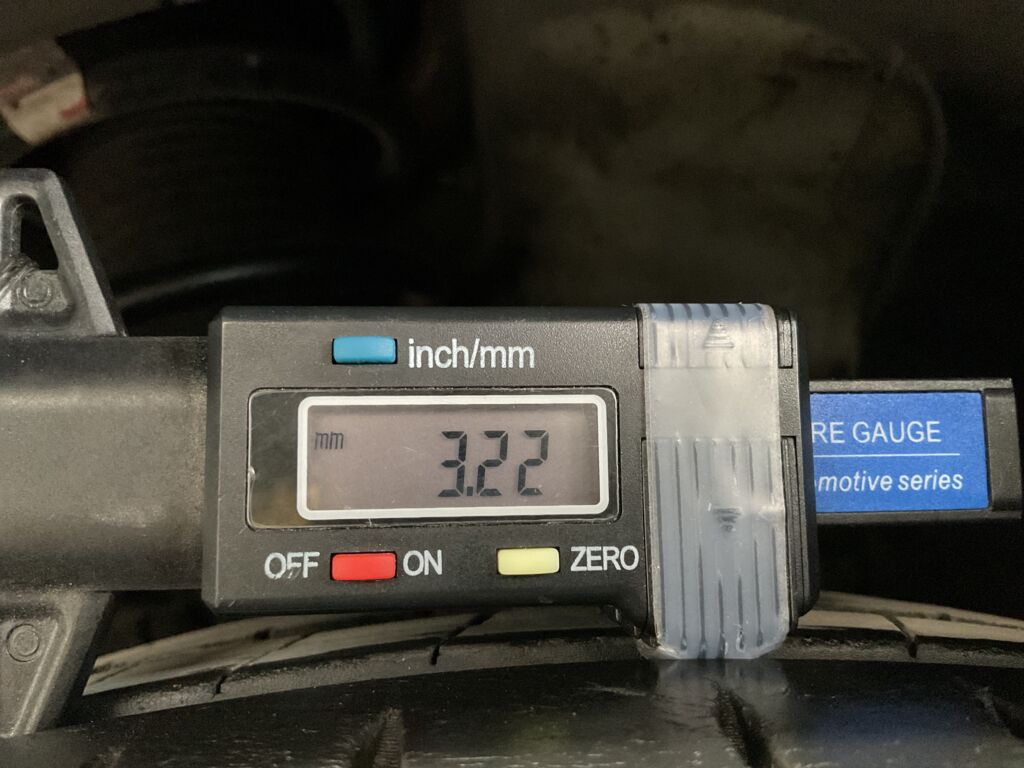 inch/mm
mm
3.22
OFF ON ZERO
RE GAUGE
motive series